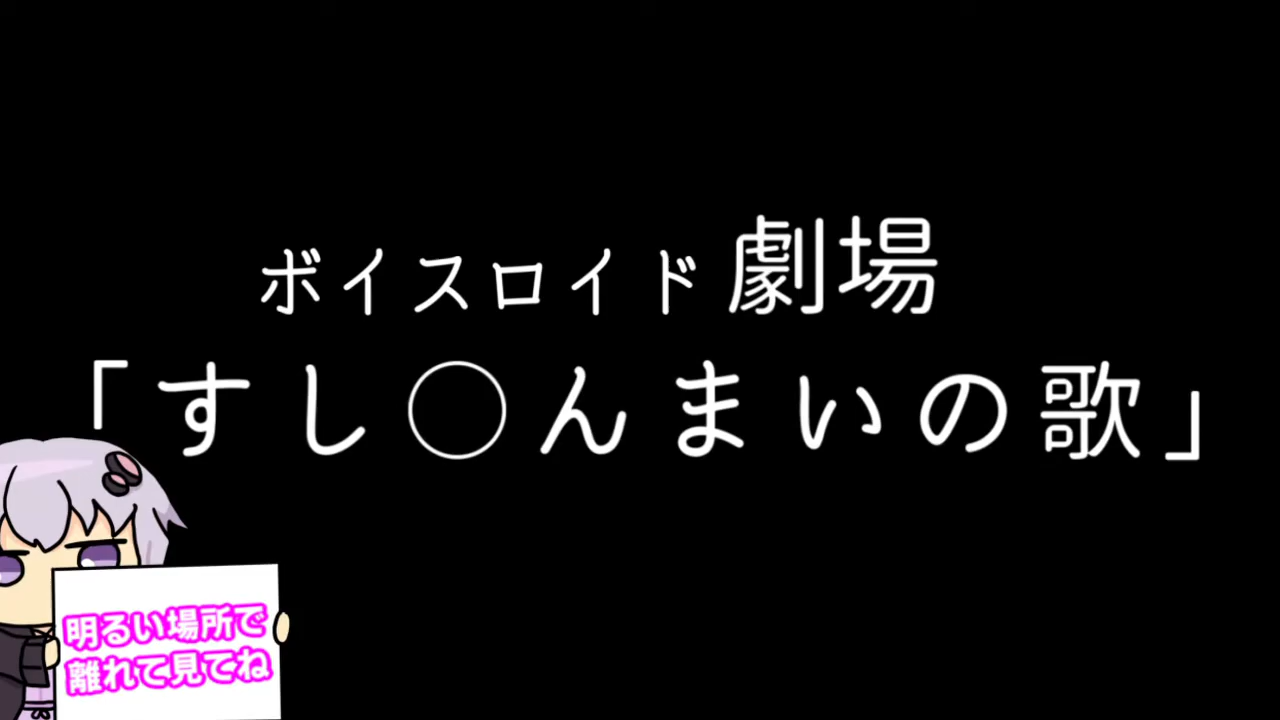 ボイスロイド劇場
「すし◯んまいの歌」
明るい場所で
離れて見てね